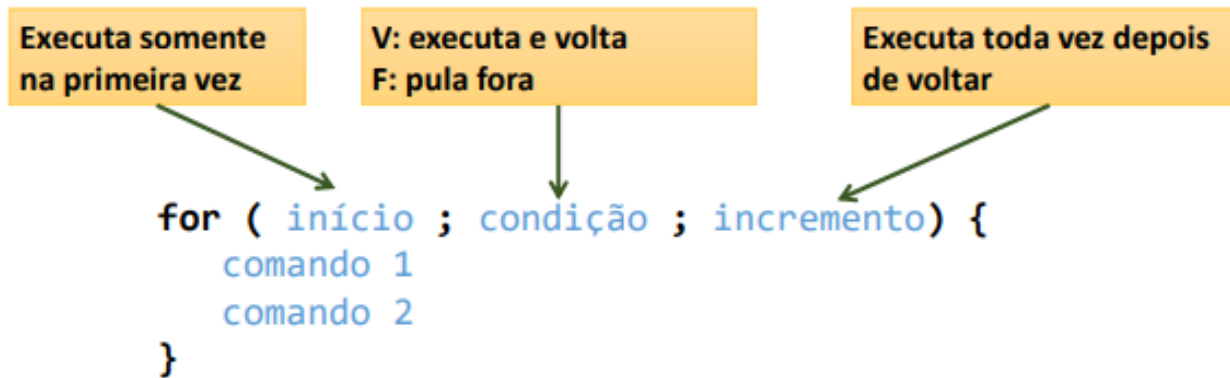 Executa somente
na primeira vez
V: executa e volta
F: pula fora
Executa toda vez depois
de voltar
for ( início ; condição ; incremento) {
comando 1
comando 2
}